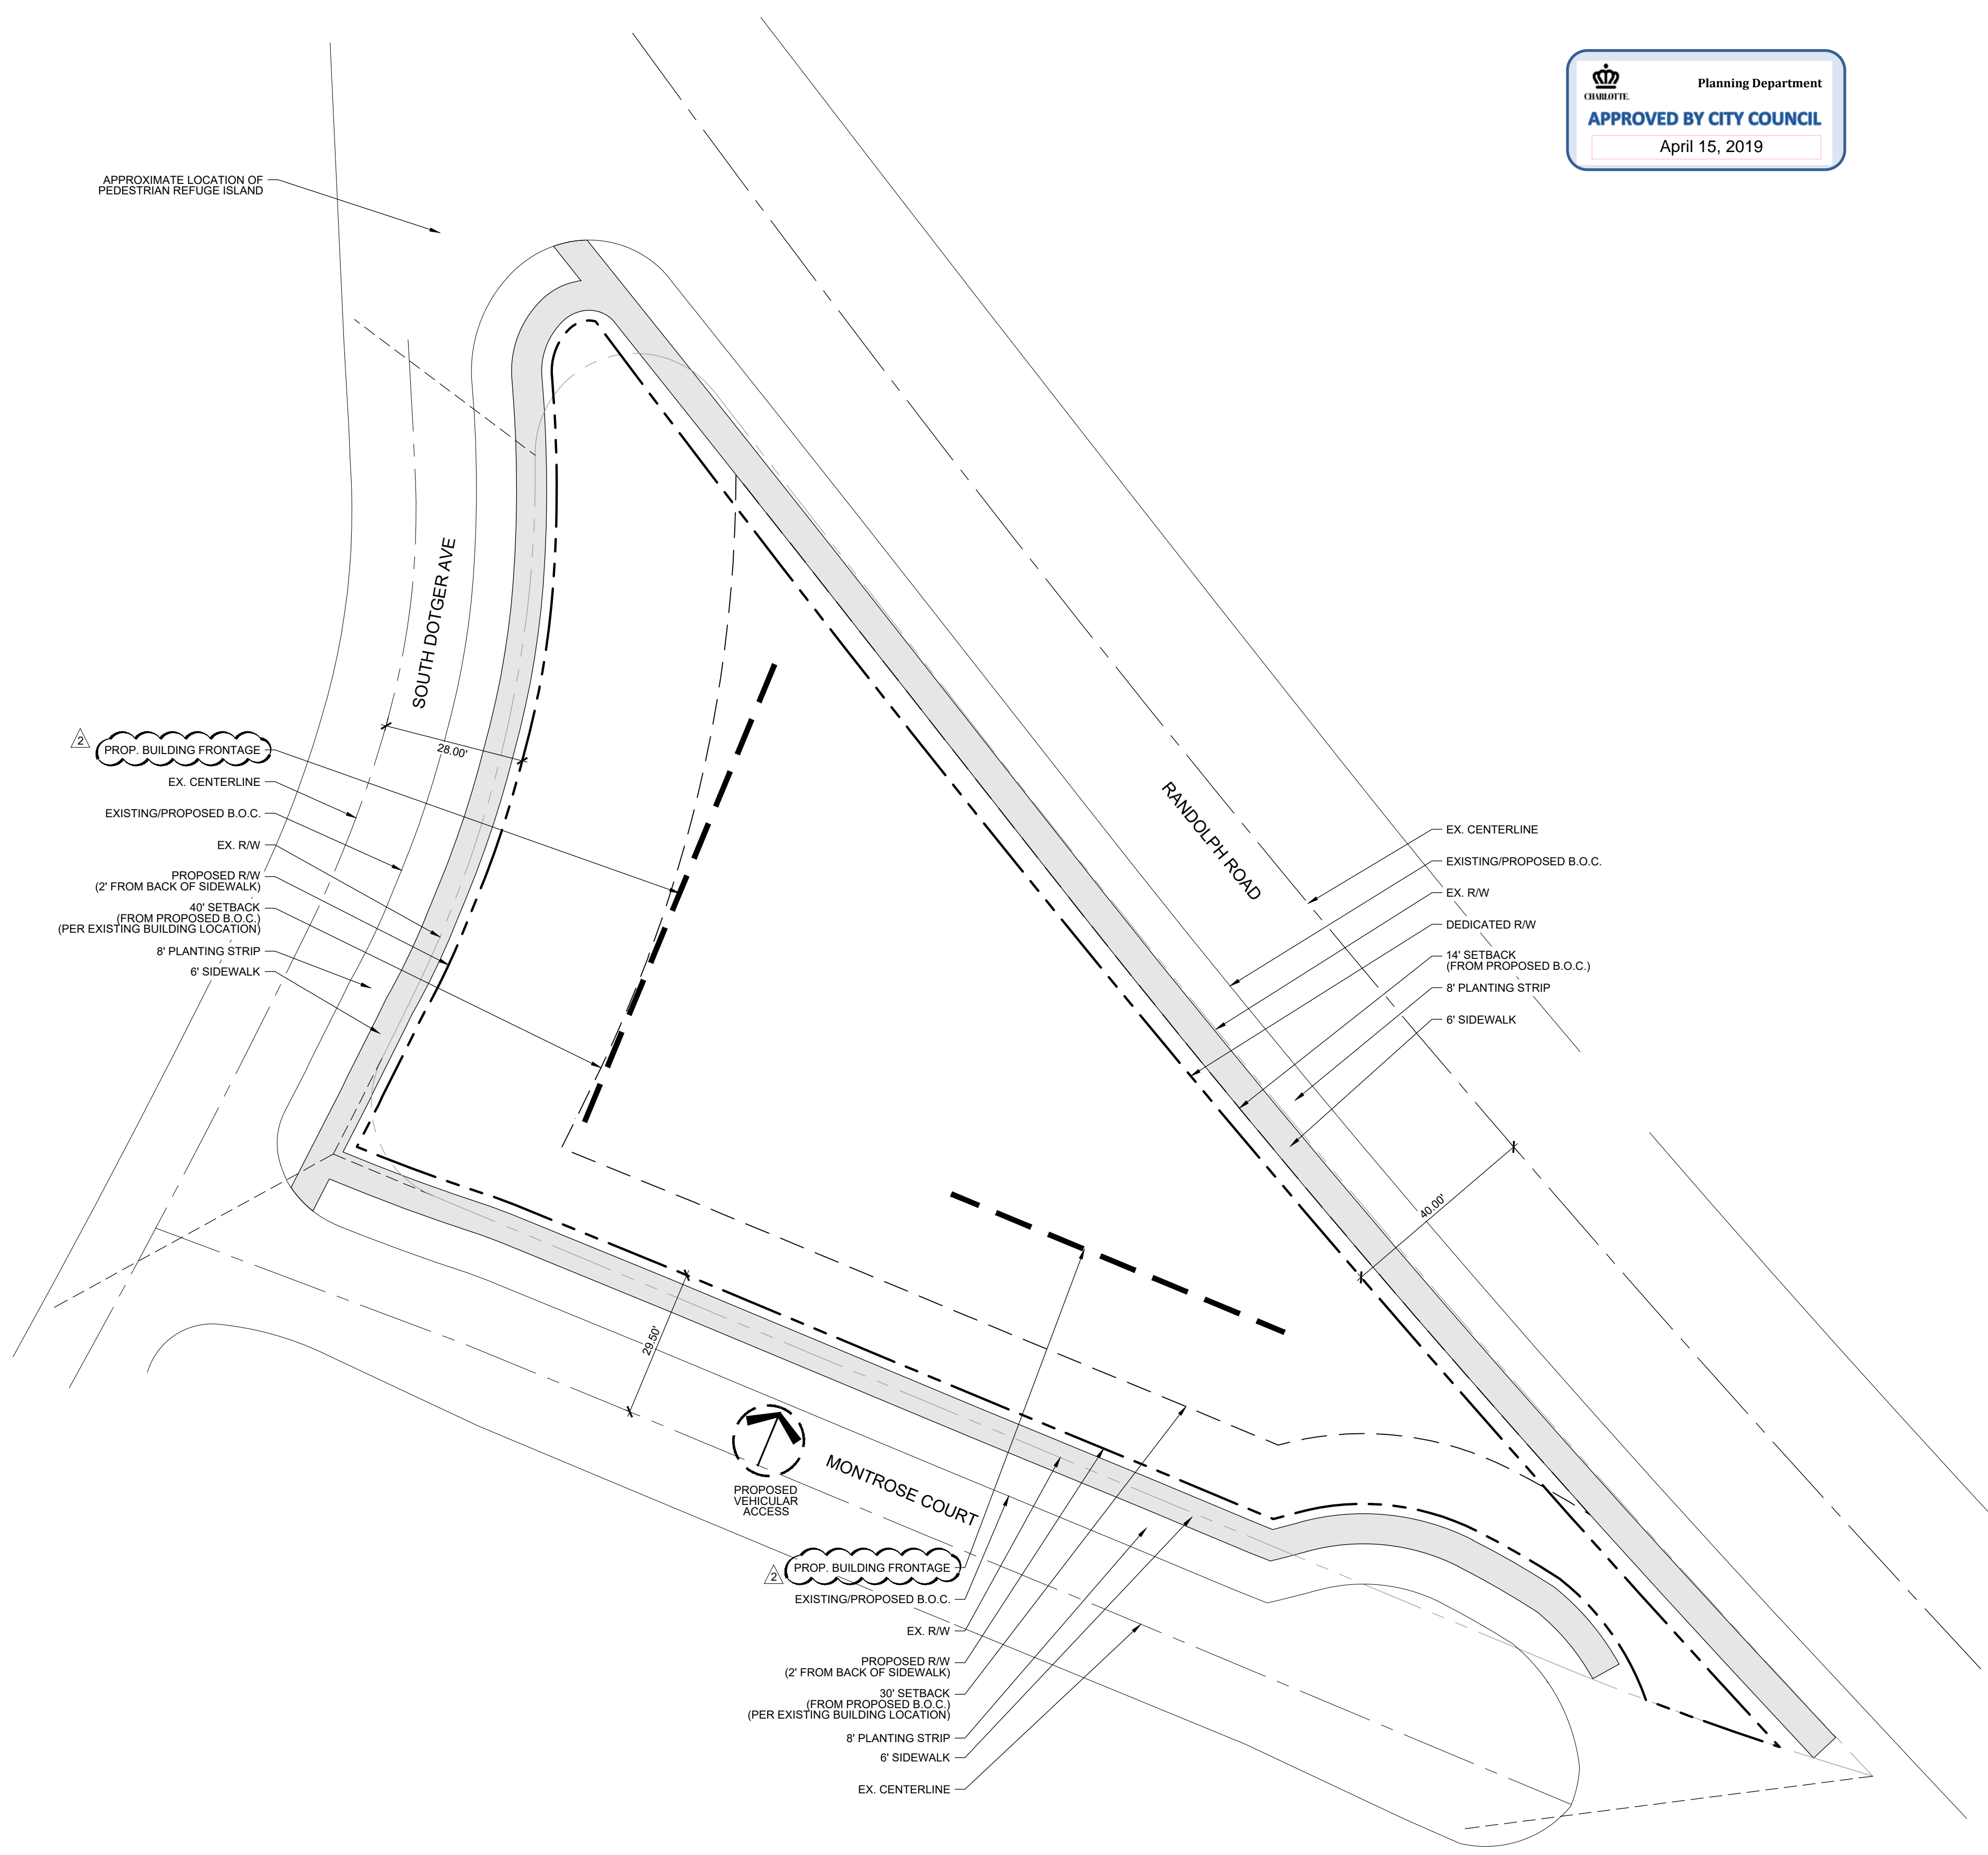 CHARLOTTE.
Planning Department
APPROVED BY CITY COUNCIL
April 15, 2019
APPROXIMATE LOCATION OF
PEDESTRIAN REFUGE ISLAND
SOUTH DOTGER AVE
28.00'
2
PROP. BUILDING FRONTAGE
EX. CENTERLINE
EXISTING/PROPOSED B.O.C.
EX. R/W
PROPOSED R/W
(2' FROM BACK OF SIDEWALK)
40' SETBACK
(FROM PROPOSED B.O.C.)
(PER EXISTING BUILDING LOCATION)
8' PLANTING STRIP
6' SIDEWALK
RANDOLPH ROAD
EX. CENTERLINE
EXISTING/PROPOSED B.O.C.
EX. R/W
DEDICATED R/W
14' SETBACK
(FROM PROPOSED B.O.C.)
8' PLANTING STRIP
6' SIDEWALK
40.00'
29.50'
PROPOSED
VEHICULAR
ACCESS
MONTROSE COURT
2
PROP. BUILDING FRONTAGE
EXISTING/PROPOSED B.O.C.
EX. R/W
PROPOSED R/W
(2' FROM BACK OF SIDEWALK)
30' SETBACK
(FROM PROPOSED B.O.C.)
(PER EXISTING BUILDING LOCATION)
8' PLANTING STRIP
6' SIDEWALK
EX. CENTERLINE